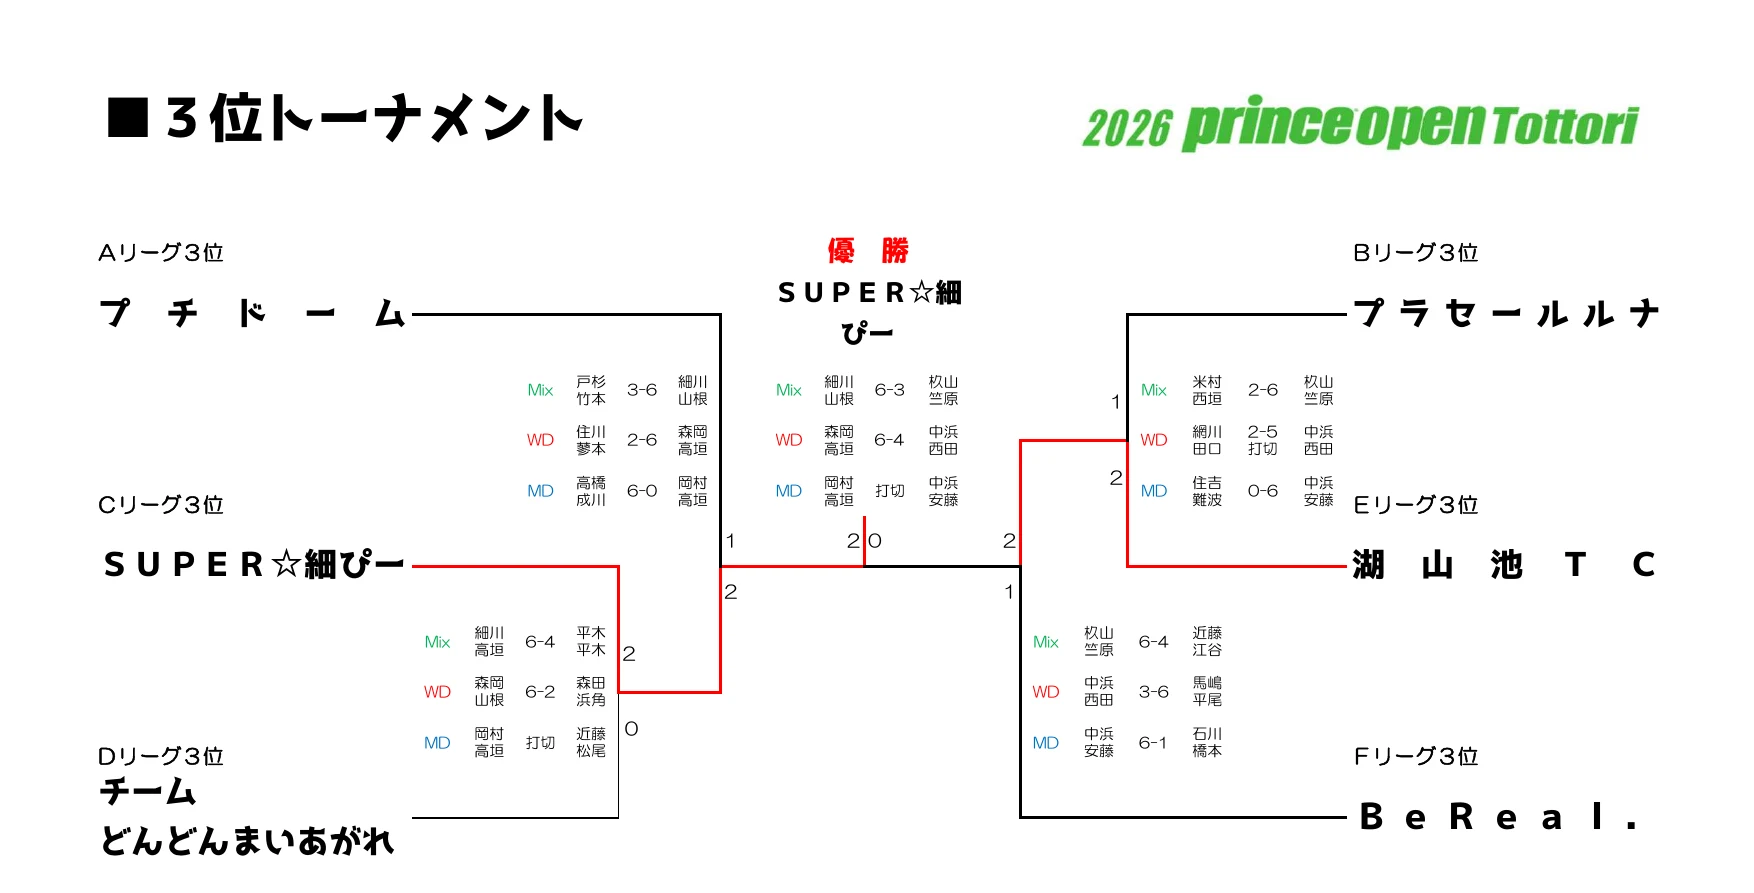 ■３位トーナメント
2026 prince open Tottori
Aリーグ３位
プチドーム
Bリーグ３位
プラセールルナ
優勝
ＳＵＰＥＲ☆細
ぴー
Mix 戸杉 竹本 3-6 細川 山根
WD 住川 蓼本 2-6 森岡 高垣
MD 高橋 成川 6-0 岡村 高垣
Mix 細川 山根 6-3 杁山 竺原
WD 森岡 高垣 6-4 中浜 西田
MD 岡村 高垣 打切 中浜 安藤
1
2
Mix 米村 西垣 2-6 杁山 竺原
WD 網川 田口 2-5 打切 中浜 西田
MD 住吉 難波 0-6 中浜 安藤
Cリーグ３位
ＳＵＰＥＲ☆細ぴー
Eリーグ３位
湖山池ＴＣ
1
2
2 0
2
1
Mix 細川 高垣 6-4 平木 平木
WD 森岡 山根 6-2 森田 浜角
MD 岡村 高垣 打切 近藤 松尾
2
0
Mix 杁山 竺原 6-4 近藤 江谷
WD 中浜 西田 3-6 馬嶋 平尾
MD 中浜 安藤 6-1 石川 橋本
Dリーグ３位
チーム
どんどんまいあがれ
Fリーグ３位
ＢｅＲｅａｌ．